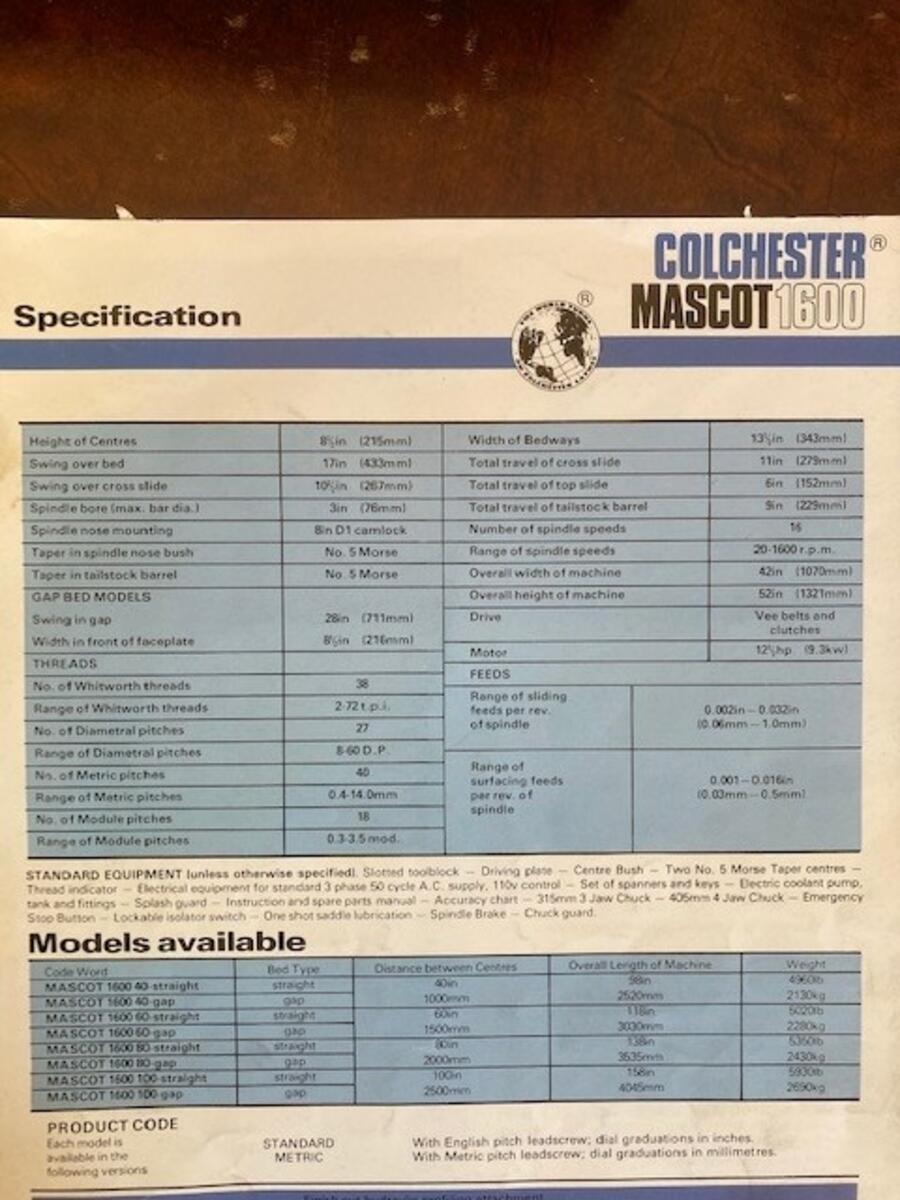 COLCHESTER®
MASCOT 1600
Specification
®
THE WORLD TURNS
ON COLCHESTER LATHES
Height of Centres 8½in (215mm)
Swing over bed 17in (433mm)
Swing over cross slide 10½in (267mm)
Spindle bore (max. bar dia.) 3in (76mm)
Spindle nose mounting 8in D1 camlock
Taper in spindle nose bush No. 5 Morse
Taper in tailstock barrel No. 5 Morse
GAP BED MODELS
Swing in gap 28in (711mm)
Width in front of faceplate 8½in (216mm)
THREADS
No. of Whitworth threads 38
Range of Whitworth threads 2-72 t.p.i.
No. of Diametral pitches 27
Range of Diametral pitches 8-60 D.P.
No. of Metric pitches 40
Range of Metric pitches 0.4-14.0mm
No. of Module pitches 18
Range of Module pitches 0.3-3.5 mod.
Width of Bedways 13½in (343mm)
Total travel of cross slide 11in (279mm)
Total travel of top slide 6in (152mm)
Total travel of tailstock barrel 9in (229mm)
Number of spindle speeds 16
Range of spindle speeds 20-1600 r.p.m.
Overall width of machine 42in (1070mm)
Overall height of machine 52in (1321mm)
Drive Vee belts and
clutches
Motor 12½hp (9.3kw)
FEEDS
Range of sliding
feeds per rev.
of spindle
0.002in – 0.032in
(0.06mm – 1.0mm)
Range of
surfacing feeds
per rev. of
spindle
0.001 – 0.016in
(0.03mm – 0.5mm)
STANDARD EQUIPMENT (unless otherwise specified). Slotted toolblock – Driving plate – Centre Bush – Two No. 5 Morse Taper centres –
Thread indicator – Electrical equipment for standard 3 phase 50 cycle A.C. supply, 110v control – Set of spanners and keys – Electric coolant pump,
tank and fittings – Splash guard – Instruction and spare parts manual – Accuracy chart – 315mm 3 Jaw Chuck – 405mm 4 Jaw Chuck – Emergency
Stop Button – Lockable isolator switch – One shot saddle lubrication – Spindle Brake – Chuck guard.
Models available
Code Word Bed Type Distance between Centres Overall Length of Machine Weight
MASCOT 1600 40-straight straight 40in 98in 4960lb
MASCOT 1600 40-gap gap 1000mm 2520mm 2130kg
MASCOT 1600 60-straight straight 60in 118in 5020lb
MASCOT 1600 60-gap gap 1500mm 3030mm 2280kg
MASCOT 1600 80-straight straight 80in 138in 5350lb
MASCOT 1600 80-gap gap 2000mm 3535mm 2430kg
MASCOT 1600 100-straight straight 100in 158in 5930lb
MASCOT 1600 100-gap gap 2500mm 4045mm 2690kg
PRODUCT CODE
Each model is
available in the
following versions
STANDARD With English pitch leadscrew; dial graduations in inches.
METRIC With Metric pitch leadscrew; dial graduations in millimetres.
hydraulic profiling attachment